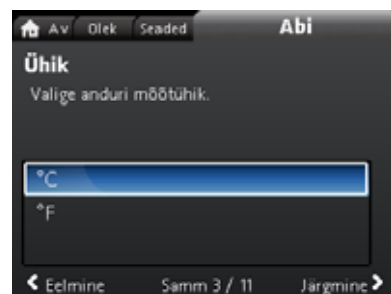 Av Olek Seaded Abi
Ühik
Valige anduri mõõtühik.
°C
°F
Eelmine Samm 3 / 11 Järgmine